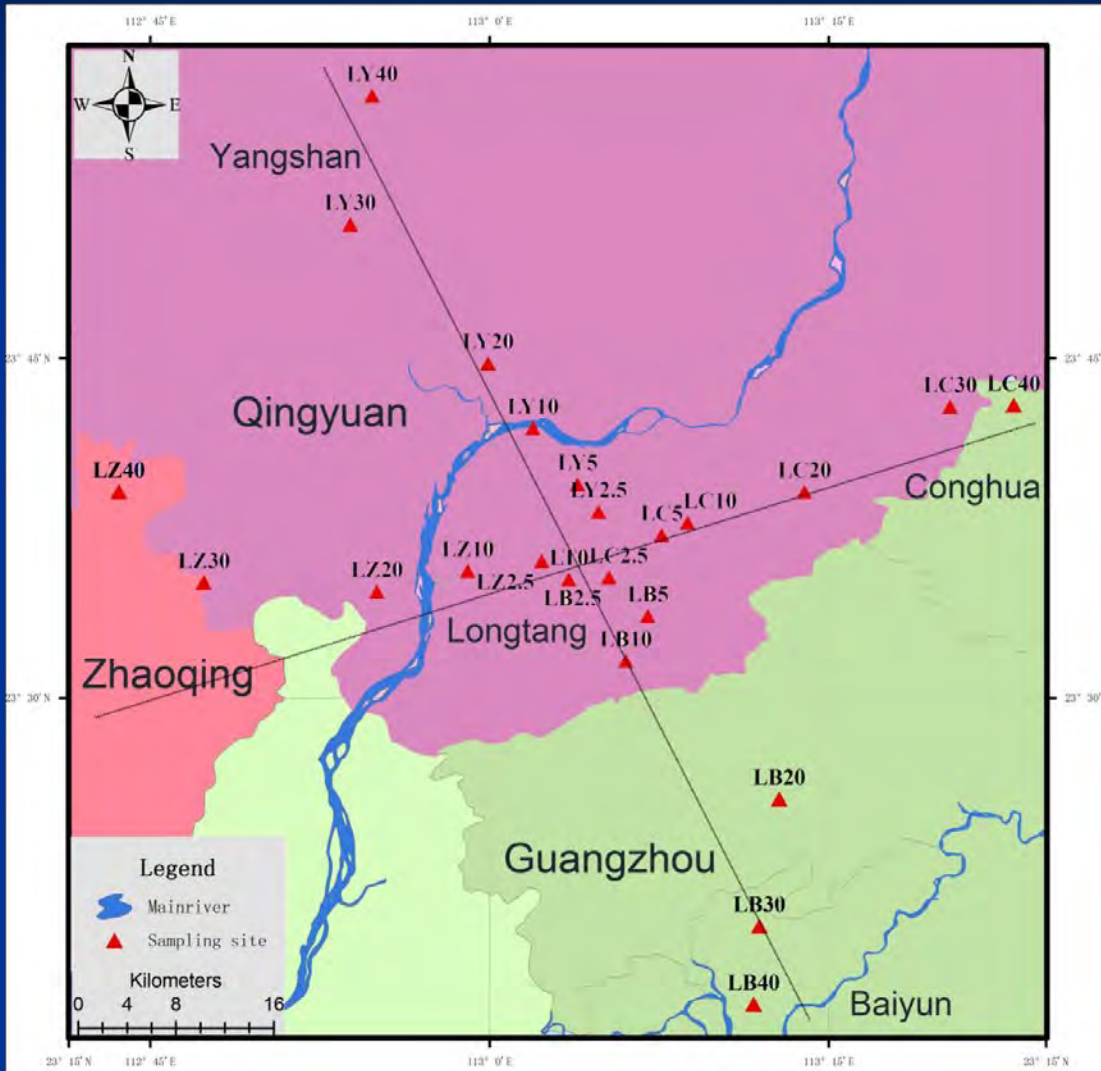 112° 45′E 113° 0′E 113° 15′E
N
W E
S
LY40
Yangshan
LY30
23° 45′N LY20 23° 45′N
LC30 LC40
Qingyuan LY10
LZ40 LY5
LY2.5 LC20 Conghua
LC5 LC10
LZ30 LZ20 LZ10 L10 LC2.5
LZ2.5 LB2.5 LB5
Longtang LB10
Zhaoqing
23° 30′N 23° 30′N
LB20
Guangzhou
Legend
Mainriver
LB30
Sampling site
Kilometers
LB40
0 4 8 16 Baiyun
23° 15′N 112° 45′E 113° 0′E 113° 15′E 23° 15′N